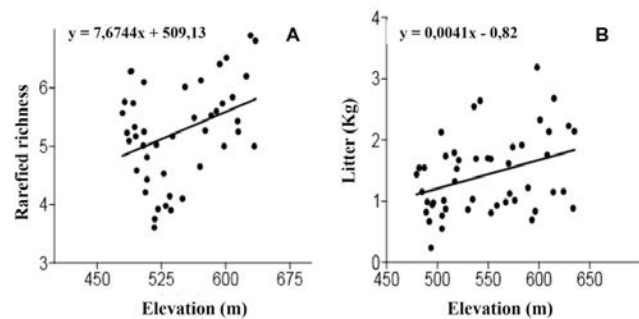 y = 7,6744x + 509,13
A
Rarefied richness
6
5
4
3
450
525
600
675
Elevation (m)
y = 0,0041x - 0,82
B
Litter (Kg)
4
3
2
1
0
450
500
550
600
650
Elevation (m)